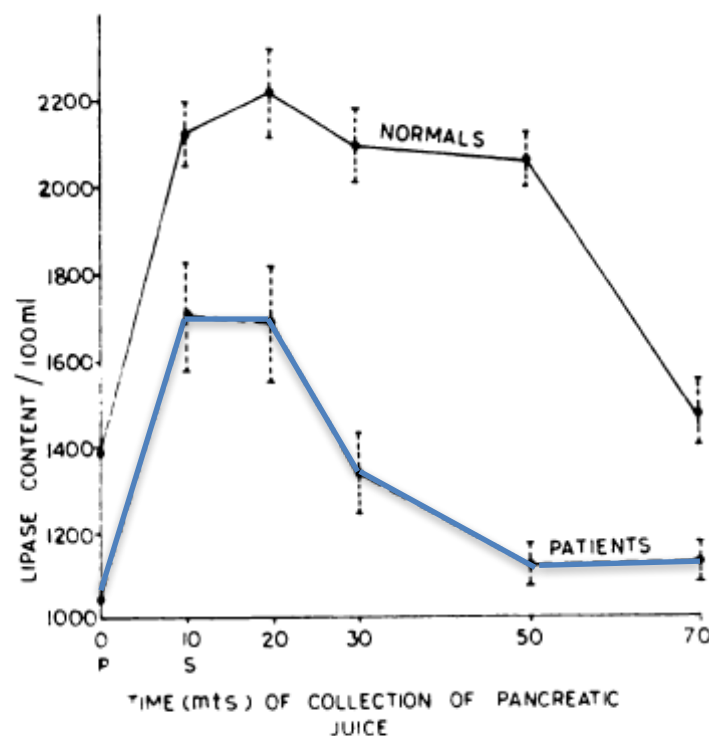 LIPASE CONTENT / 100ml
2200
2000
1800
1600
1400
1200
1000
NORMALS
PATIENTS
0 10 20 30 50 70
P S
TIME (mts) OF COLLECTION OF PANCREATIC
JUICE